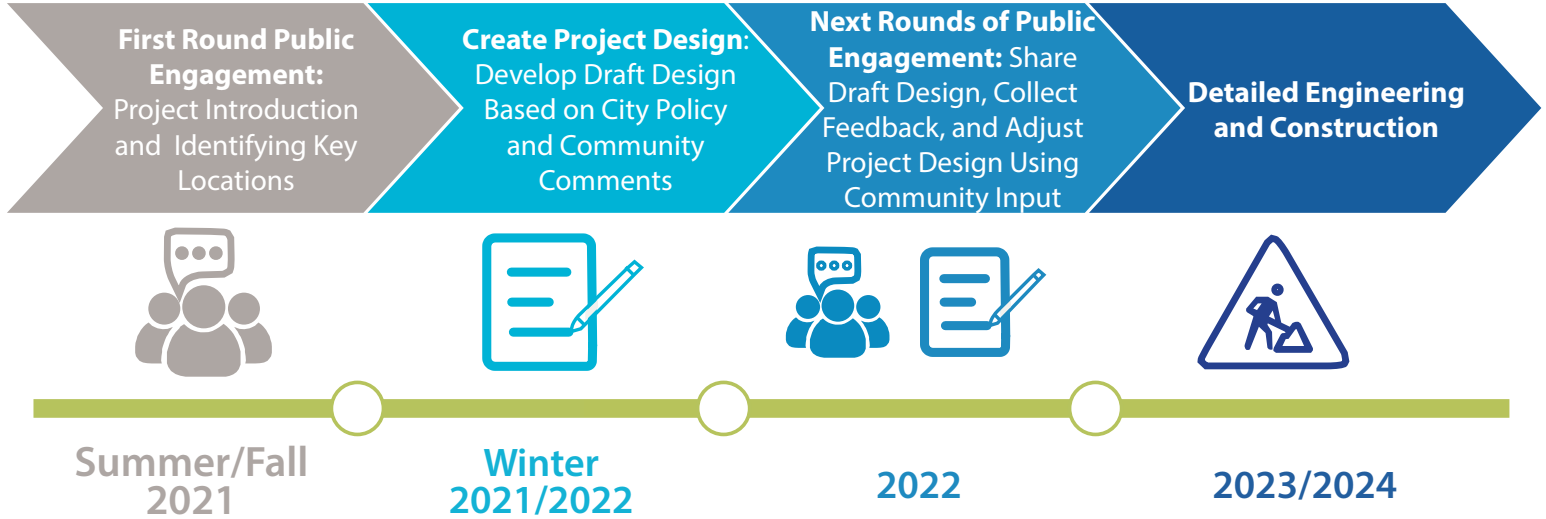 First Round Public
Engagement:
Project Introduction
and Identifying Key
Locations
Create Project Design:
Develop Draft Design
Based on City Policy
and Community
Comments
Next Rounds of Public
Engagement: Share
Draft Design, Collect
Feedback, and Adjust
Project Design Using
Community Input
Detailed Engineering
and Construction
Summer/Fall
2021
Winter
2021/2022
2022
2023/2024